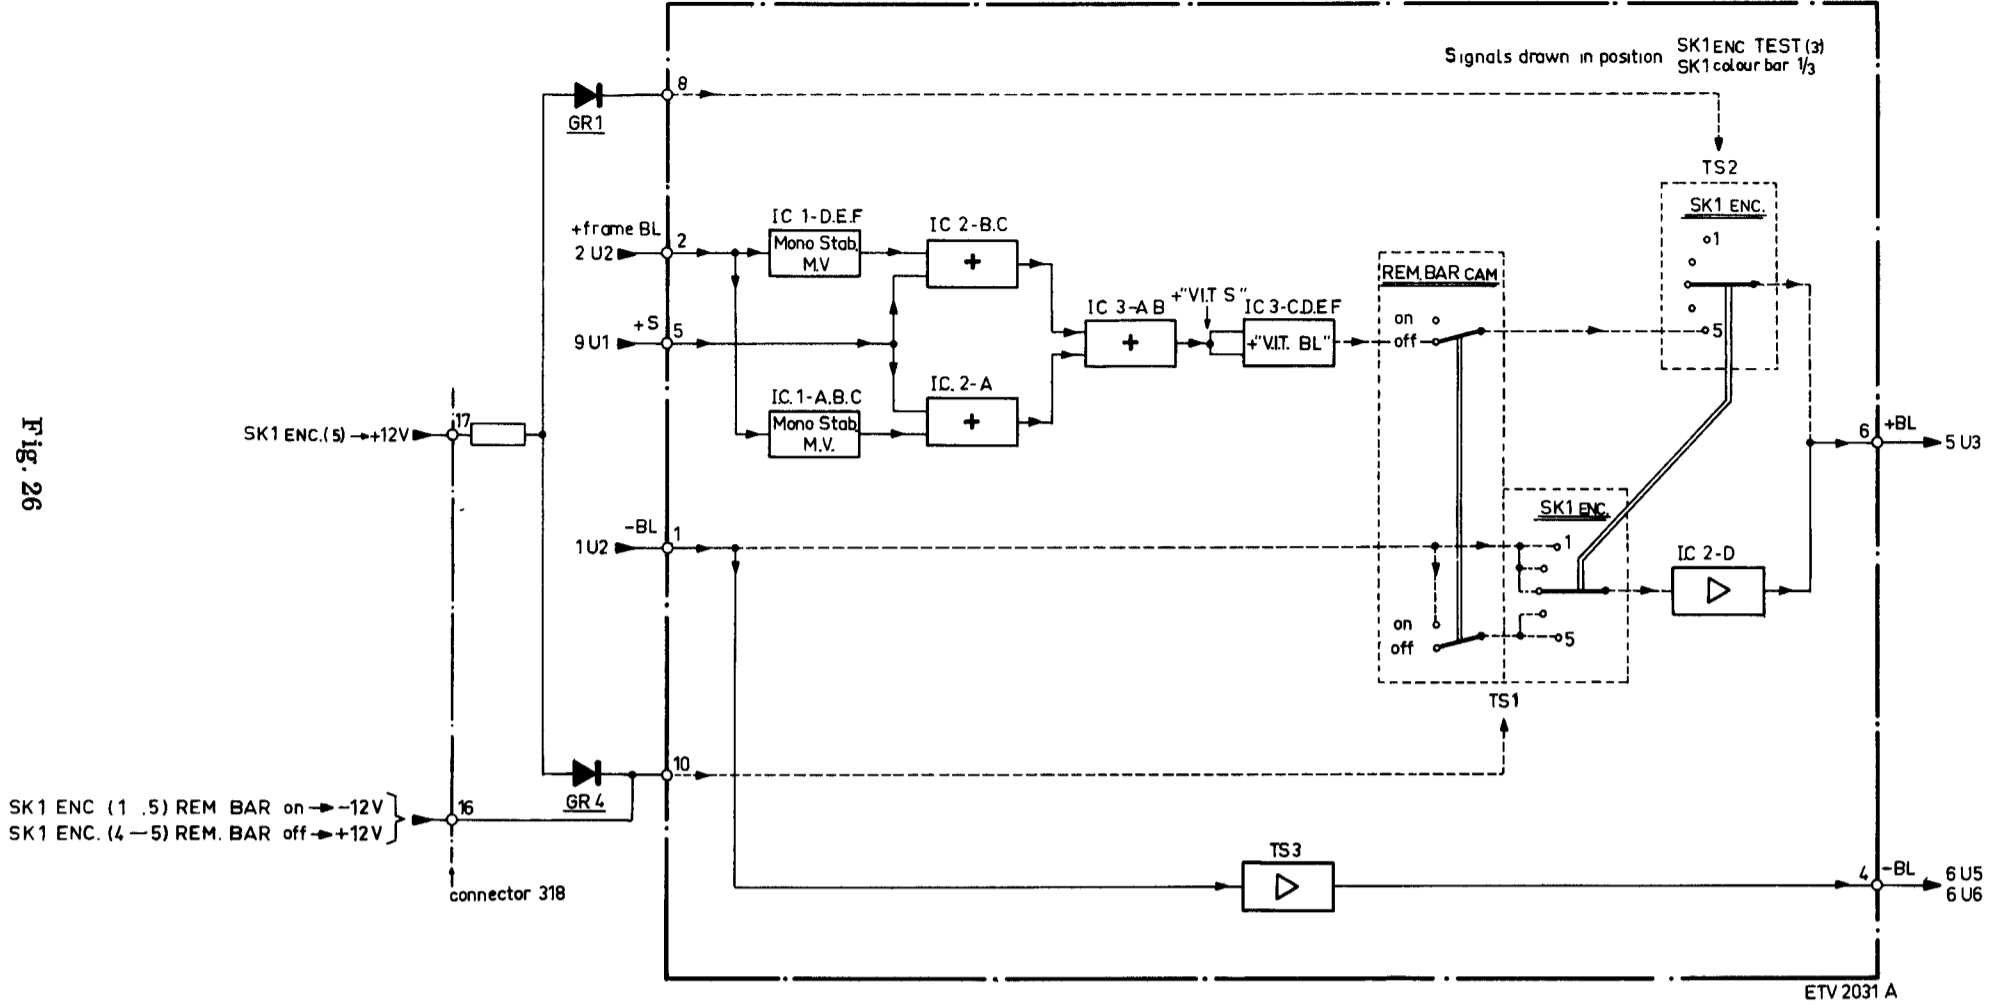 Signals drawn in position SK1 ENC TEST (3)
SK1 colour bar 1/3
8
GR1
TS2
SK1 ENC.
1
5
+frame BL
2 U2
2
IC 1-D.E.F
Mono Stab.
M.V
IC 2-B.C
+
+S
9 U1
5
IC 3-A B
+
+"V.I.T S"
IC 3-C.D.E.F
+"V.I.T. BL"
REM. BAR CAM
on
off
I.C. 1-A.B.C
Mono Stab.
M.V.
IC. 2-A
+
SK1 ENC.(5) → +12V
17
6
+BL
5 U3
-BL
1 U2
1
SK1 ENC.
1
5
IC 2-D
on
off
TS1
10
GR 4
SK1 ENC (1 .5) REM BAR on → -12V
SK1 ENC. (4 — 5) REM. BAR off → +12V
16
connector 318
TS3
4
-BL
6 U5
6 U6
Fig. 26
ETV 2031 A